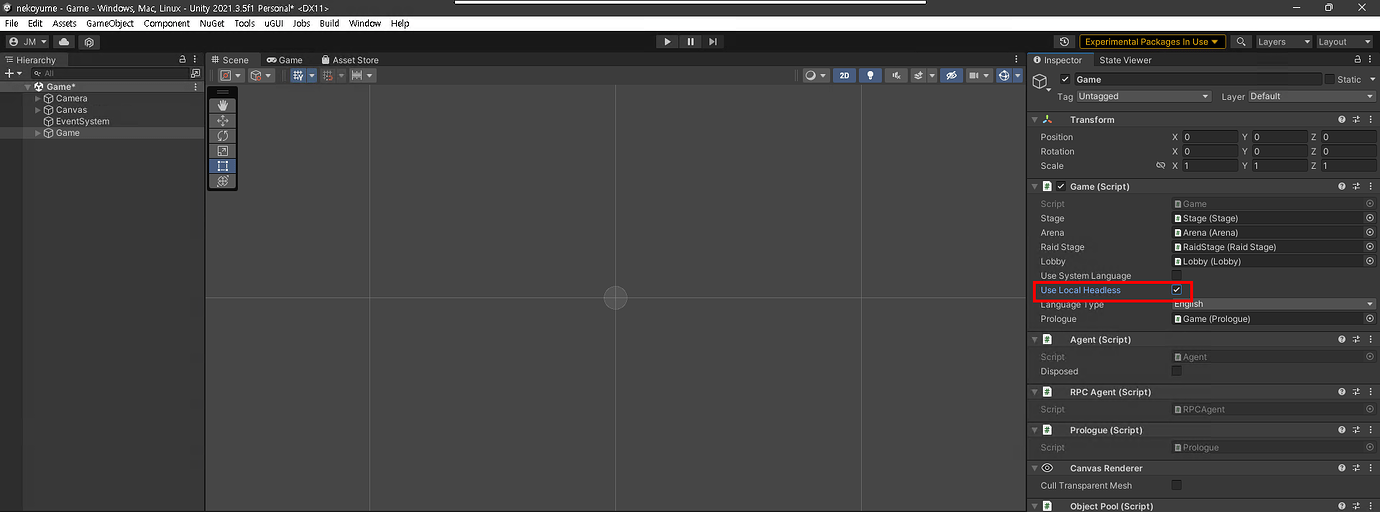 nekoyume - Game - Windows, Mac, Linux - Unity 2021.3.5f1 Personal* <DX11>
File Edit Assets GameObject Component NuGet Tools uGUI Jobs Build Window Help
JM Experimental Packages In Use Layers Layout
Hierarchy Scene Game Asset Store Inspector State Viewer
All 2D Game Static
Game*
Camera
Canvas
EventSystem
Game
Tag Untagged Layer Default
Transform
Position X 0 Y 0 Z 0
Rotation X 0 Y 0 Z 0
Scale X 1 Y 1 Z 1
Game (Script)
Script Game
Stage Stage (Stage)
Arena Arena (Arena)
Raid Stage RaidStage (Raid Stage)
Lobby Lobby (Lobby)
Use System Language
Use Local Headless
Language Type English
Prologue Game (Prologue)
Agent (Script)
Script Agent
Disposed
RPC Agent (Script)
Script RPCAgent
Prologue (Script)
Script Prologue
Canvas Renderer
Cull Transparent Mesh
Object Pool (Script)